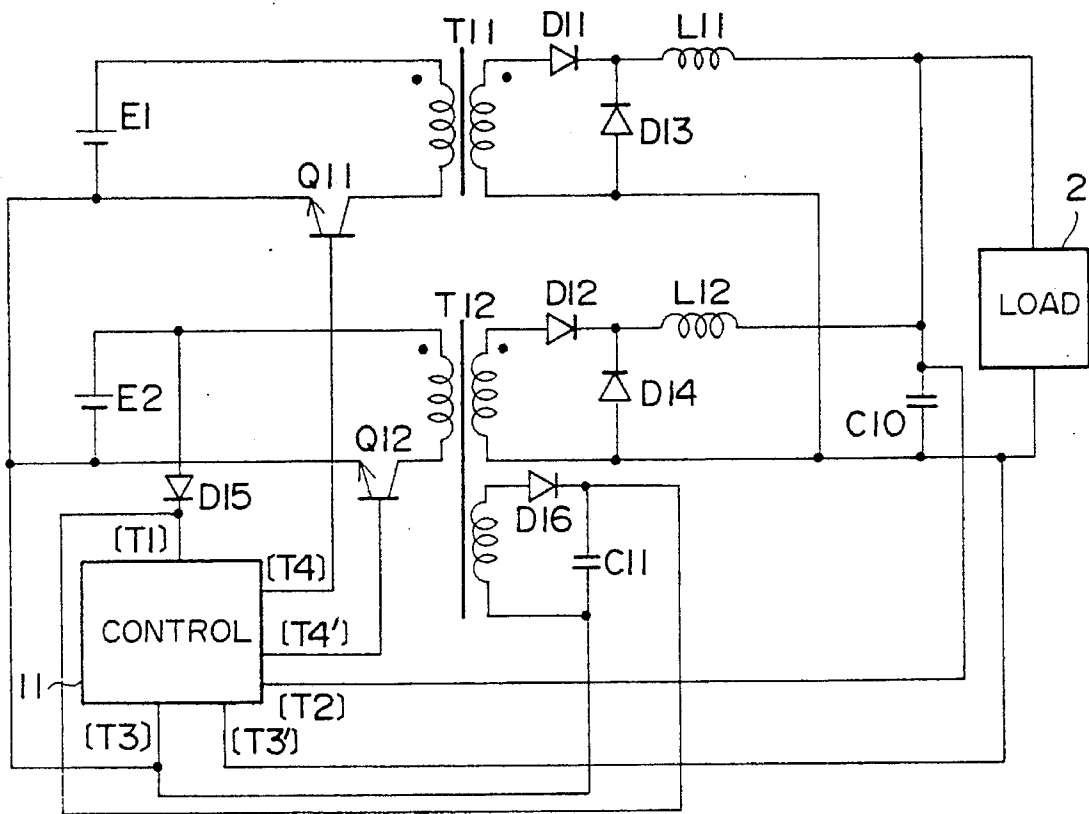 T11
D11
L11
E1
D13
Q11
2
LOAD
T12
D12
L12
E2
D14
C10
Q12
D15
D16
(T1)
(T4)
C11
CONTROL
(T4')
11
(T2)
(T3)
(T3')